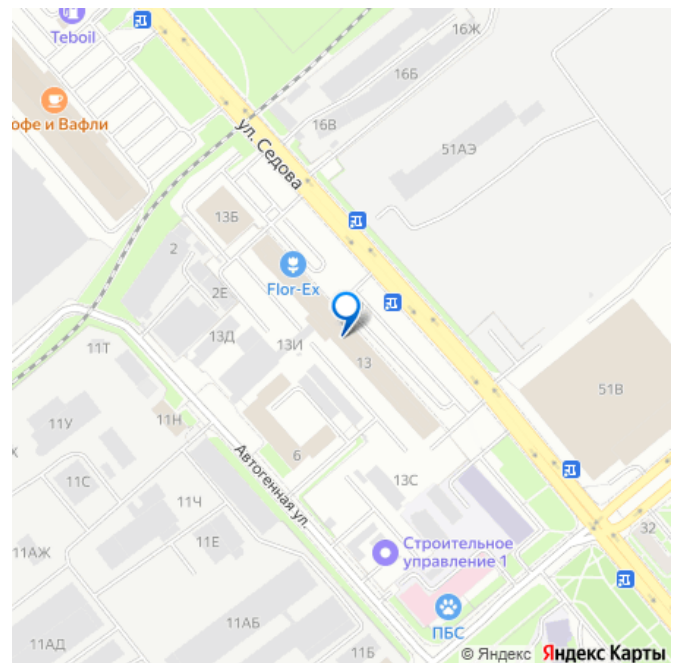 Teboil
16Ж
16Б
офе и Вафли
16В
ул. Седова
51АЭ
13Б
2
Flor-Ex
2Е
13Д
13И
11Т
13
51В
11У
11Н
6
Автогенная ул.
11С
13С
11Ч
11Е
32
11АЖ
Строительное
управление 1
11АБ
ПБС
11АД
11Б
© Яндекс Яндекс Карты